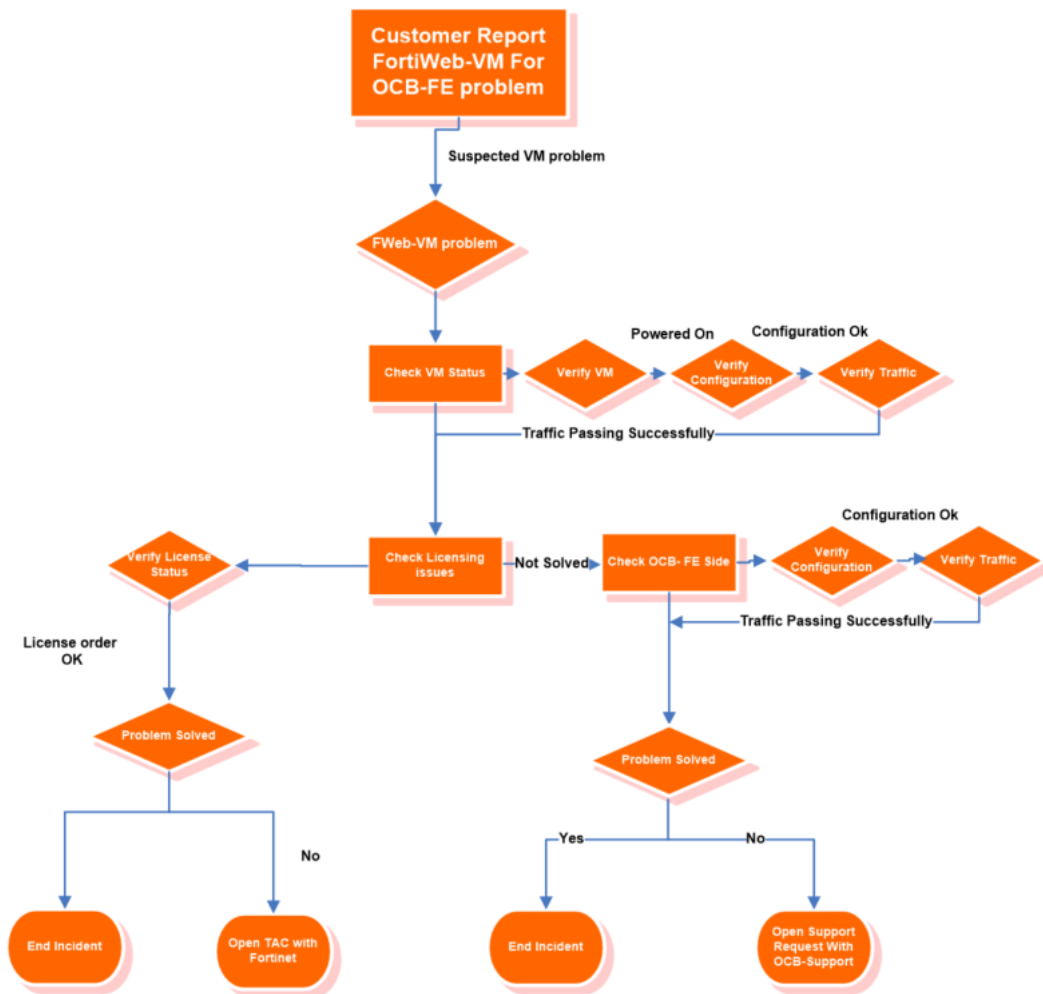 Customer Report
FortiWeb-VM For
OCB-FE problem
Suspected VM problem
FWeb-VM problem
Powered On
Configuration Ok
Check VM Status
Verify VM
Verify
Configuration
Verify Traffic
Traffic Passing Successfully
Configuration Ok
Verify License
Status
Check Licensing
issues
Not Solved
Check OCB- FE Side
Verify
Configuration
Verify Traffic
Traffic Passing Successfully
License order
OK
Problem Solved
Problem Solved
No
Yes
No
End Incident
Open TAC with
Fortinet
End Incident
Open Support
Request With
OCB-Support